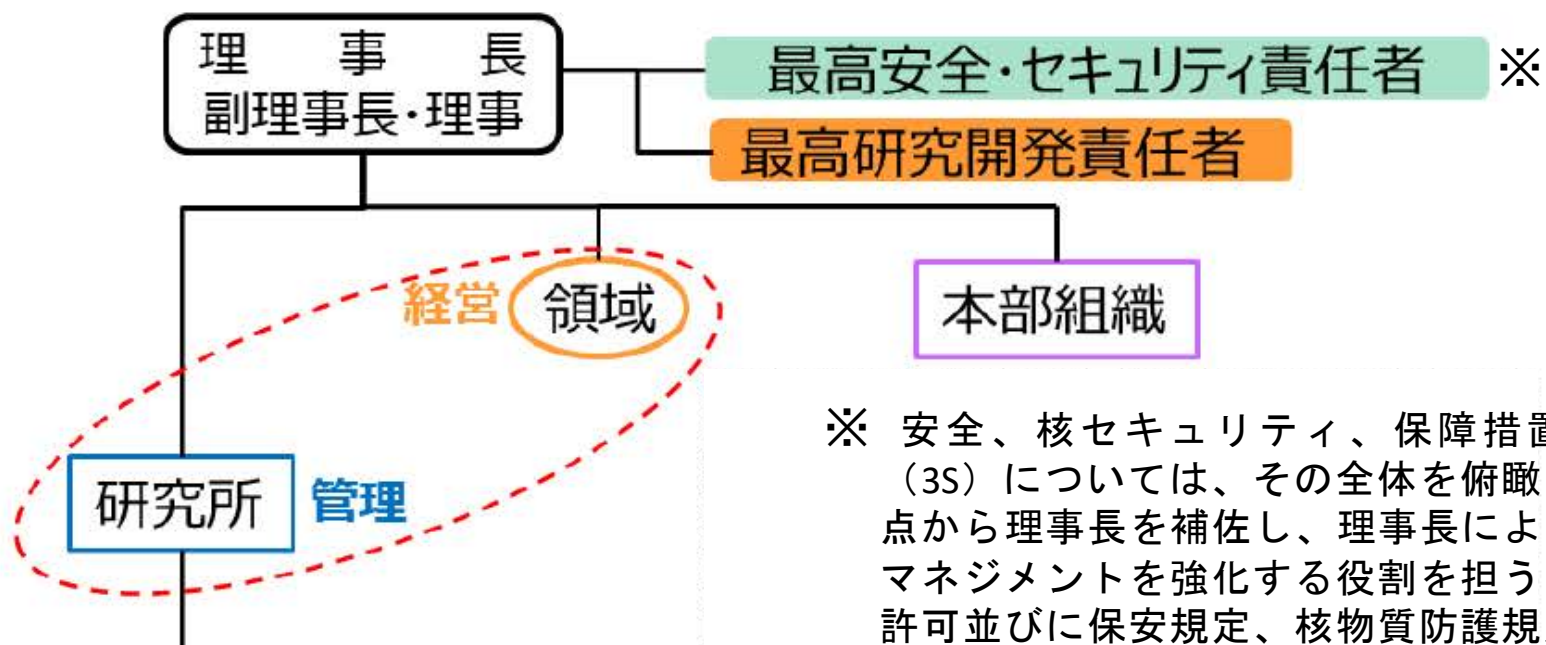 理事長
副理事長・理事
最高安全・セキュリティ責任者 ※
最高研究開発責任者
経営 領域
本部組織
研究所 管理
※ 安全、核セキュリティ、保障措置
（3S）については、その全体を俯瞰
点から理事長を補佐し、理事長によ
マネジメントを強化する役割を担う
許可並びに保安規定、核物質防護規